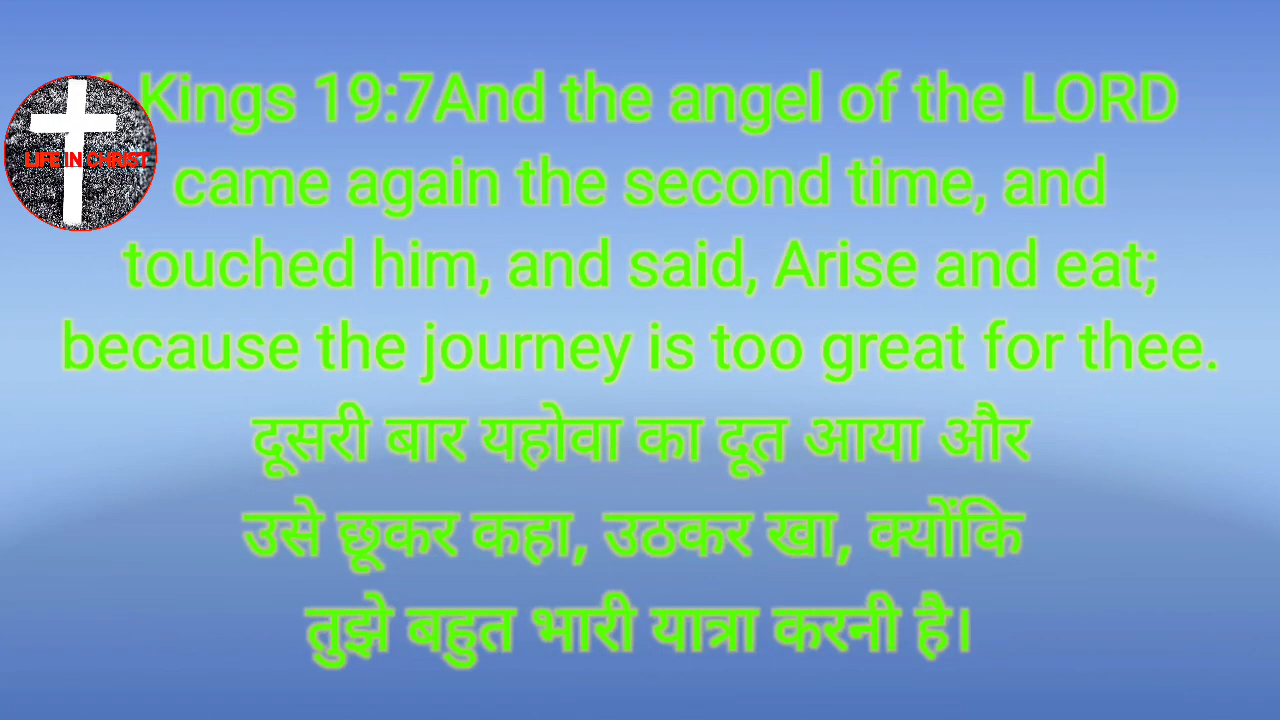 1 Kings 19:7And the angel of the LORD
came again the second time, and
touched him, and said, Arise and eat;
because the journey is too great for thee.
दूसरी बार यहोवा का दूत आया और
उसे छूकर कहा, उठकर खा, क्योंकि
तुझे बहुत भारी यात्रा करनी है।
LIFE IN CHRIST